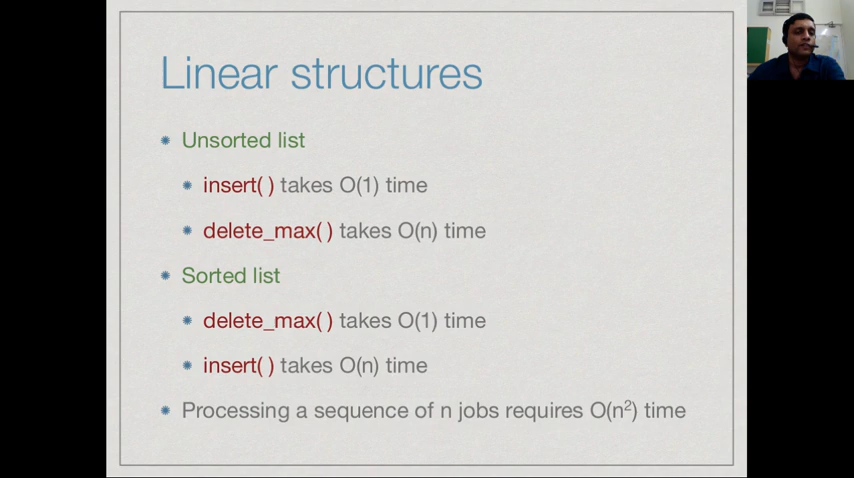 Linear structures
Unsorted list
insert( ) takes O(1) time
delete_max( ) takes O(n) time
Sorted list
delete_max( ) takes O(1) time
insert( ) takes O(n) time
Processing a sequence of n jobs requires O(n²) time